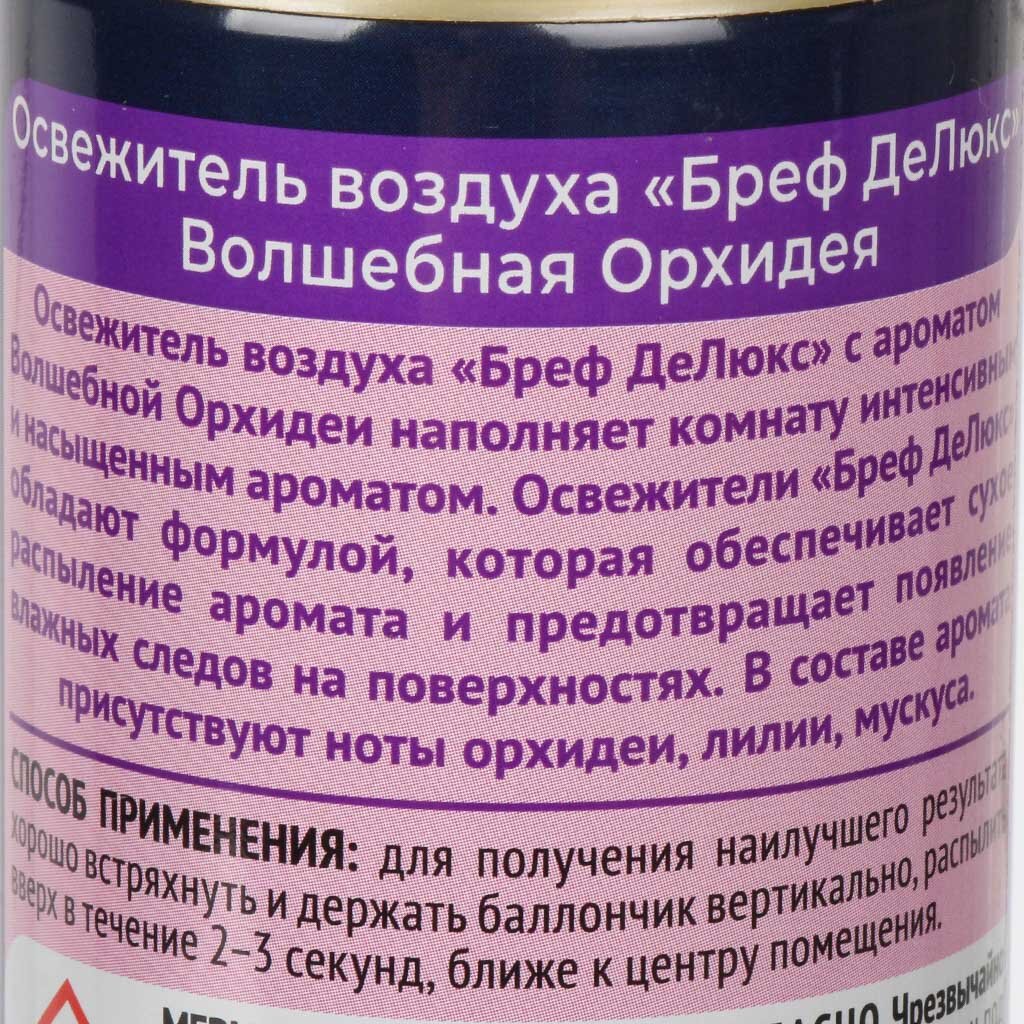 Освежитель воздуха «Бреф ДеЛюкс»
Волшебная Орхидея
Освежитель воздуха «Бреф ДеЛюкс» с ароматом
Волшебной Орхидеи наполняет комнату интенсивным
и насыщенным ароматом. Освежители «Бреф ДеЛюкс»
обладают формулой, которая обеспечивает сухое
распыление аромата и предотвращает появление
влажных следов на поверхностях. В составе аромата
присутствуют ноты орхидеи, лилии, мускуса.
СПОСОБ ПРИМЕНЕНИЯ: для получения наилучшего результата
хорошо встряхнуть и держать баллончик вертикально, распылить
вверх в течение 2–3 секунд, ближе к центру помещения.
Чрезвычайно